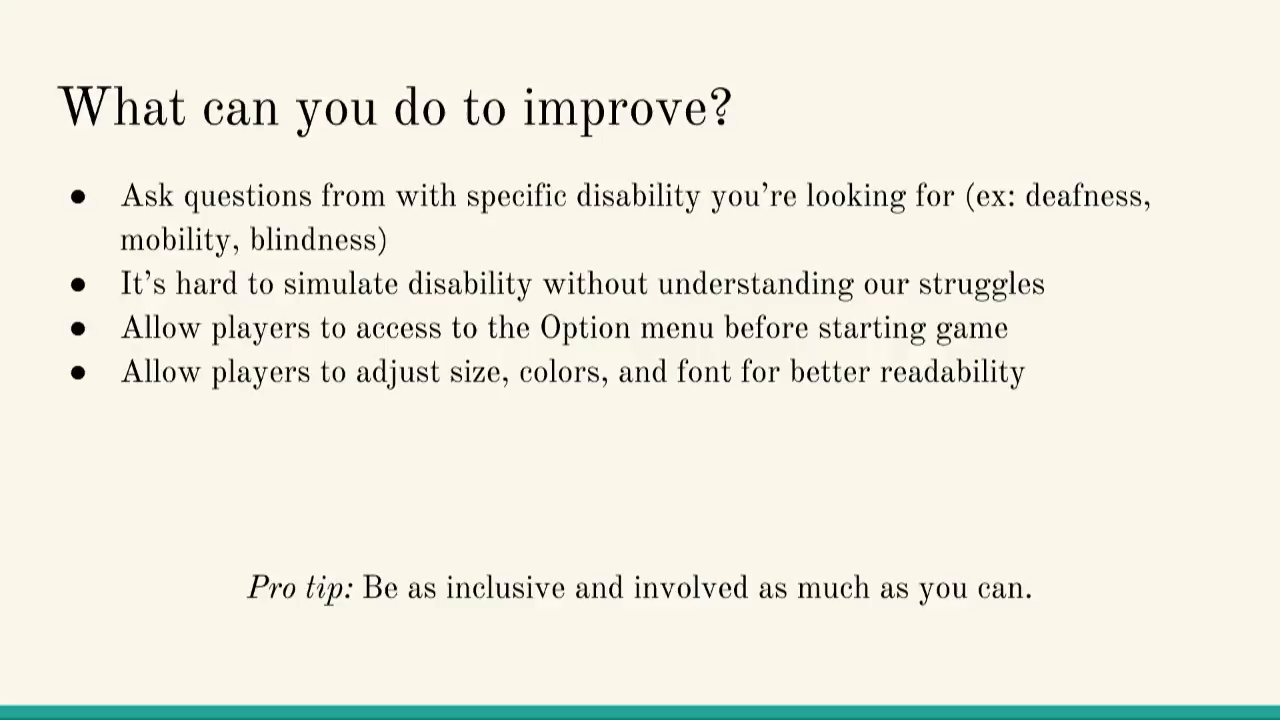 What can you do to improve?
● Ask questions from with specific disability you’re looking for (ex: deafness,
mobility, blindness)
● It’s hard to simulate disability without understanding our struggles
● Allow players to access to the Option menu before starting game
● Allow players to adjust size, colors, and font for better readability
Pro tip: Be as inclusive and involved as much as you can.